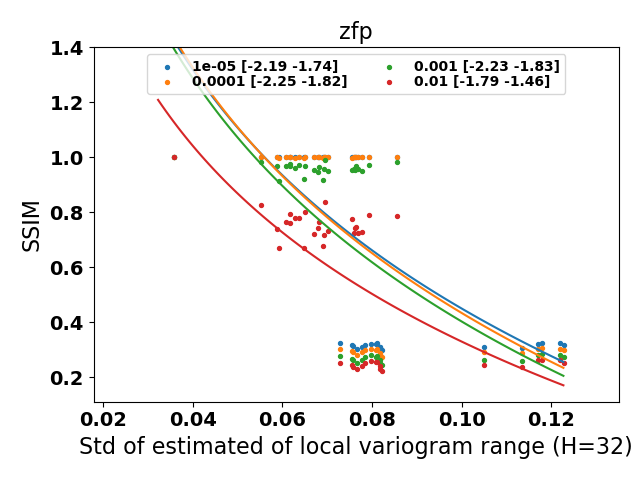 zfp
1.4
1.2
1.0
0.8
0.6
0.4
0.2
SSIM
1e-05 [-2.19 -1.74]
0.0001 [-2.25 -1.82]
0.001 [-2.23 -1.83]
0.01 [-1.79 -1.46]
0.02 0.04 0.06 0.08 0.10 0.12
Std of estimated of local variogram range (H=32)